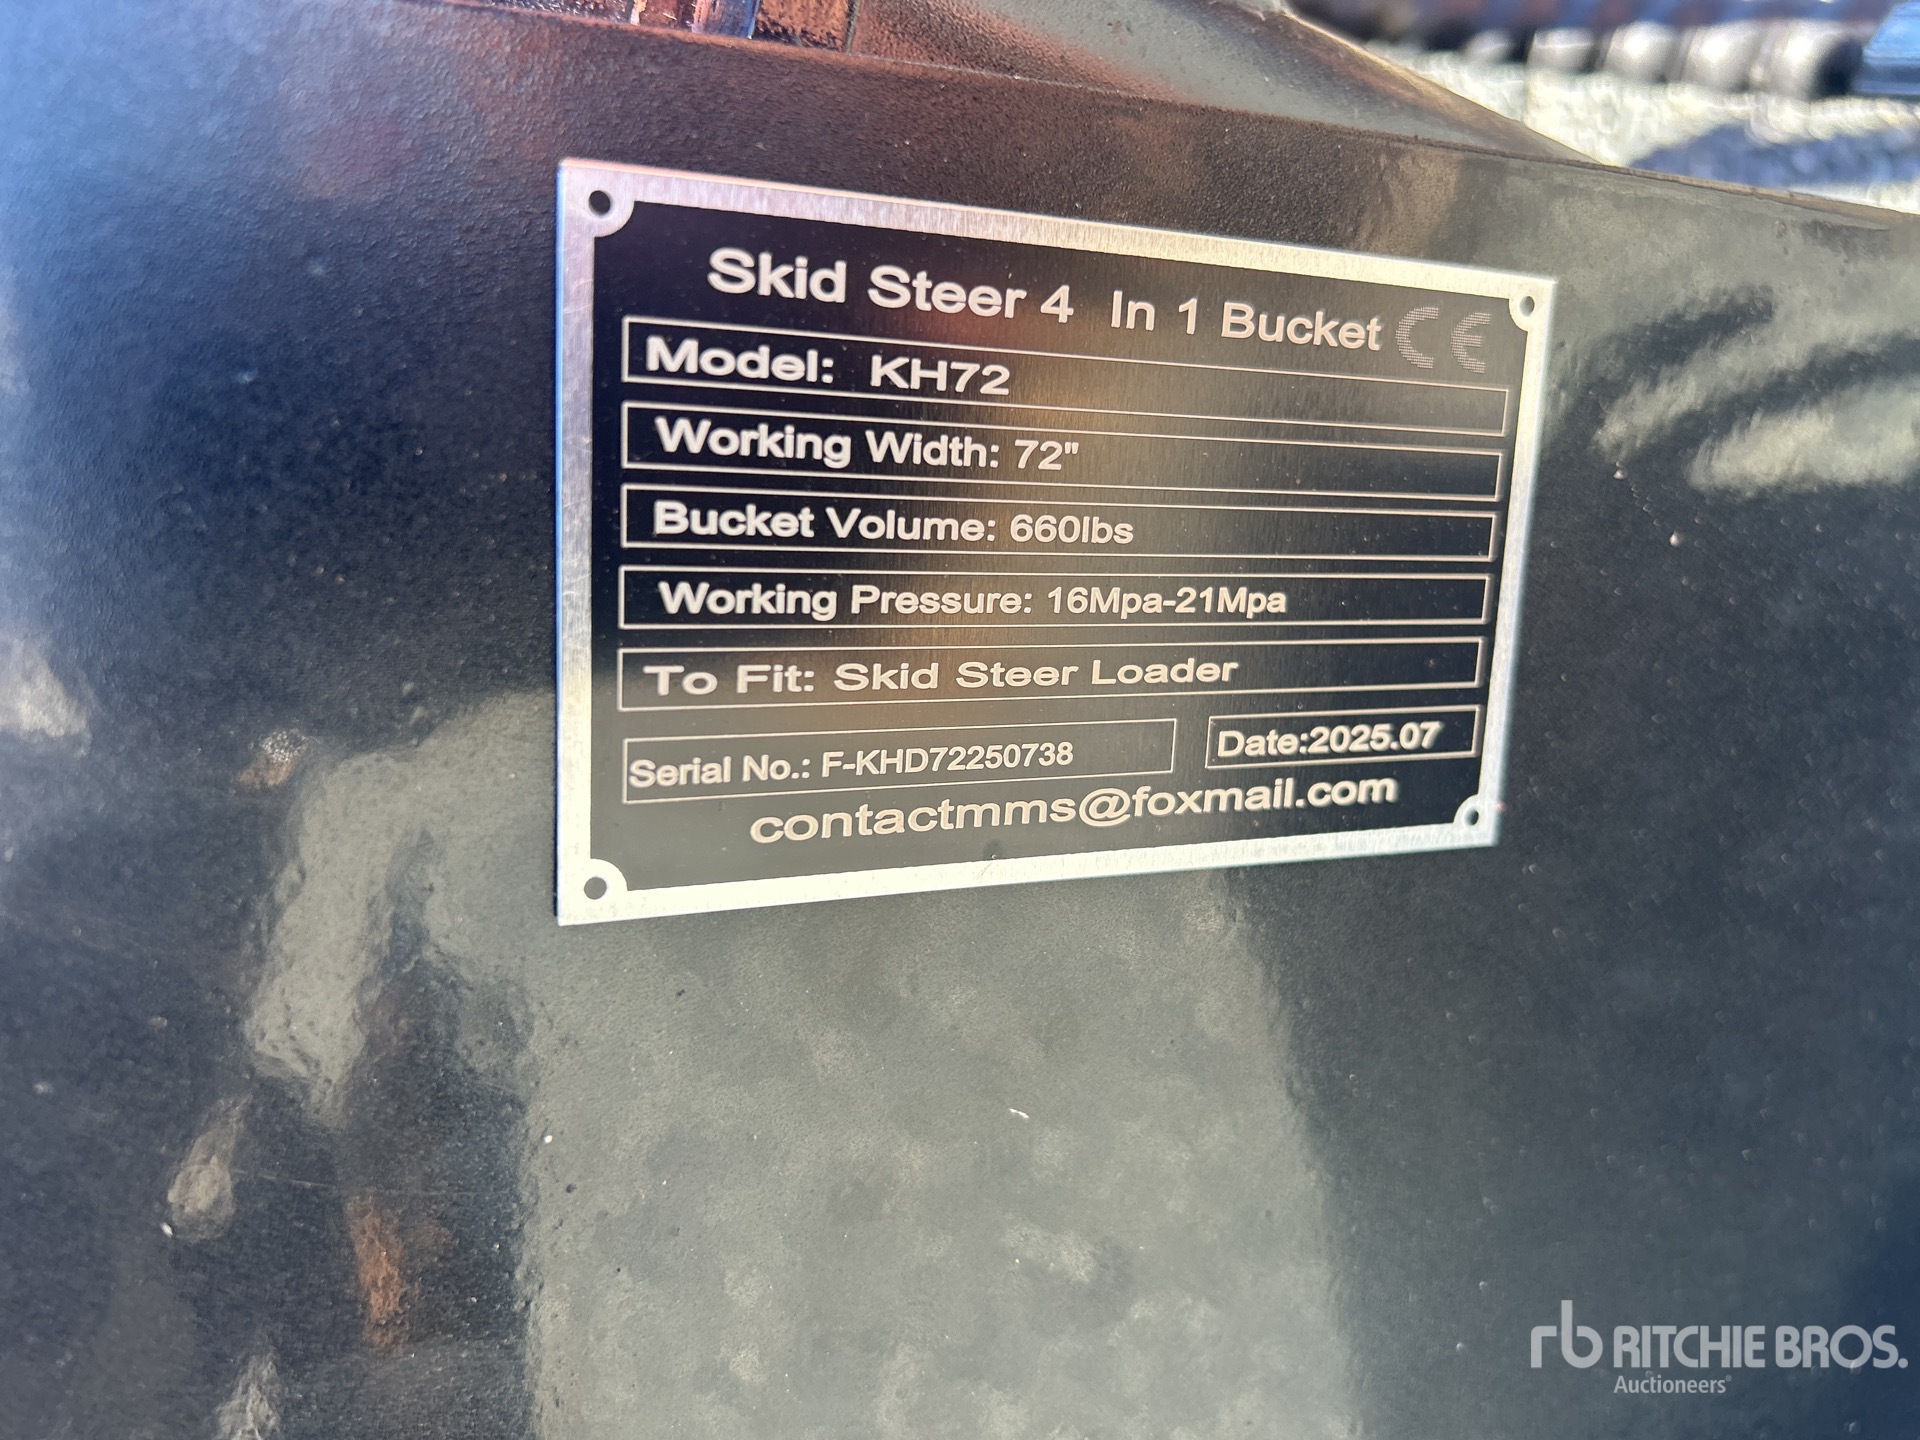 Skid Steer 4 In 1 Bucket CE
Model: KH72
Working Width: 72"
Bucket Volume: 660lbs
Working Pressure: 16Mpa-21Mpa
To Fit: Skid Steer Loader
Serial No.: F-KHD72250738 Date:2025.07
contactmms@foxmail.com
rb RITCHIE BROS.
Auctioneers